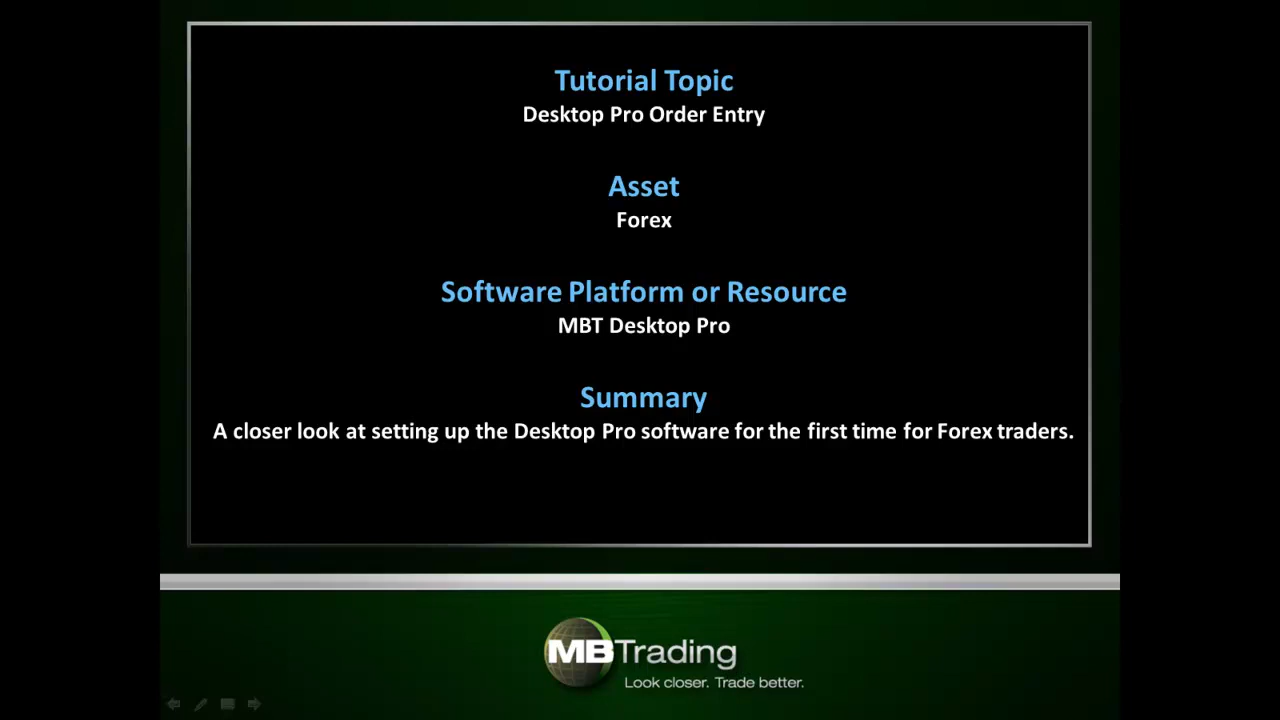 Tutorial Topic
Desktop Pro Order Entry
Asset
Forex
Software Platform or Resource
MBT Desktop Pro
Summary
A closer look at setting up the Desktop Pro software for the first time for Forex traders.
MBTrading
Look closer. Trade better.